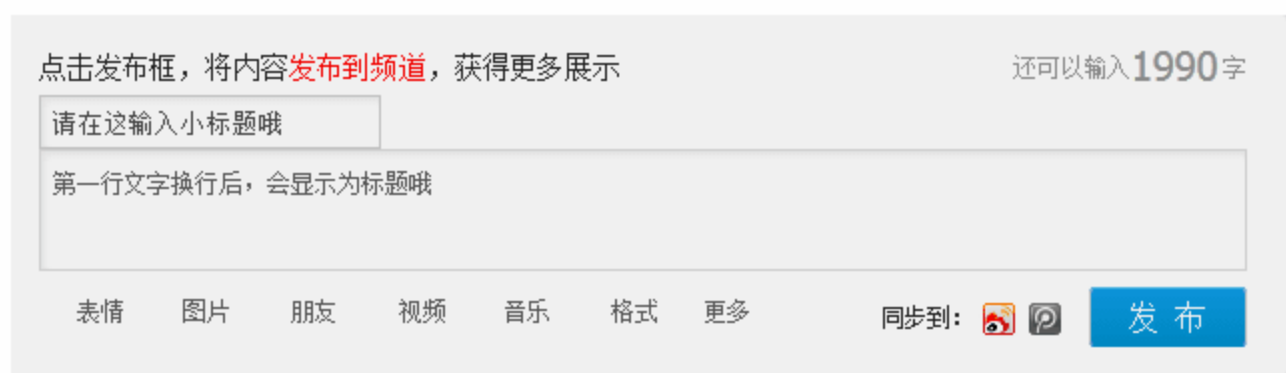 点击发布框，将内容发布到频道，获得更多展示 还可以输入1990字
请在这输入小标题哦
第一行文字换行后，会显示为标题哦
表情 图片 朋友 视频 音乐 格式 更多 同步到： 发布